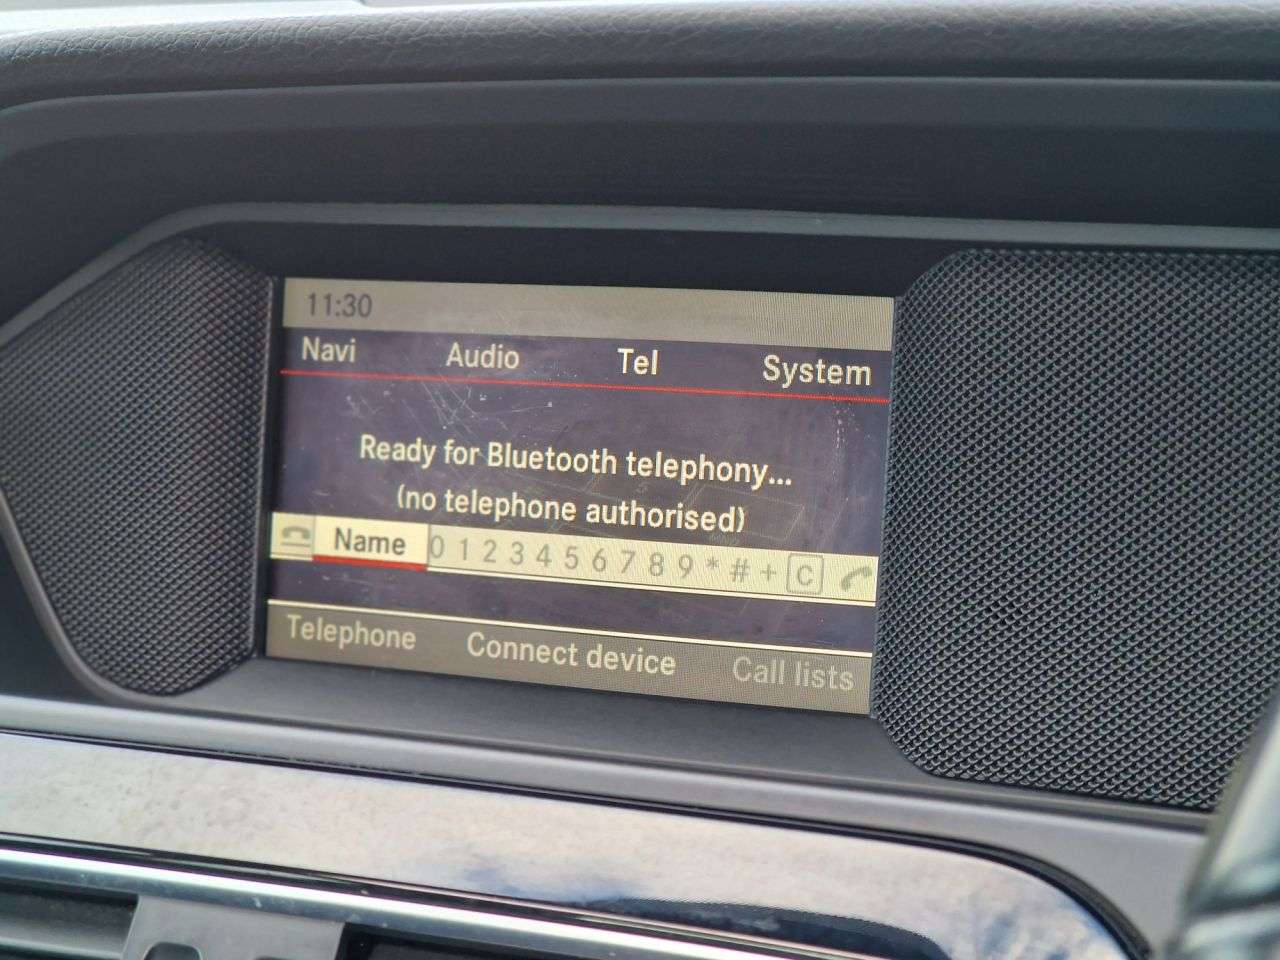 11:30
Navi Audio Tel System
Ready for Bluetooth telephony...
(no telephone authorised)
Name 0 1 2 3 4 5 6 7 8 9 * # + C
Telephone Connect device Call lists